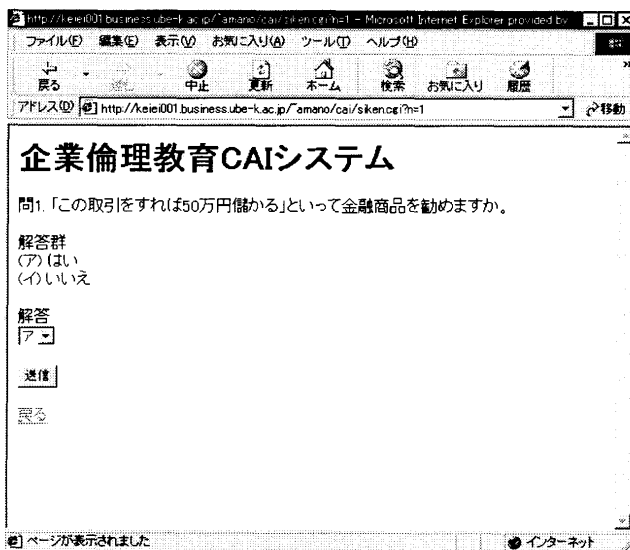 http://keiei001.business.ube-k.ac.jp/~amano/cai/siken.cgi?n=1 - Microsoft Internet Explorer provided by
ファイル(F) 編集(E) 表示(V) お気に入り(A) ツール(T) ヘルプ(H)
戻る 進む 中止 更新 ホーム 検索 お気に入り 履歴 »
アドレス(D) http://keiei001.business.ube-k.ac.jp/~amano/cai/siken.cgi?n=1 移動
企業倫理教育CAIシステム
問1. 「この取引をすれば50万円儲かる」といって金融商品を勧めますか。
解答群
(ア) はい
(イ) いいえ
解答
ア
送信
戻る
ページが表示されました インターネット